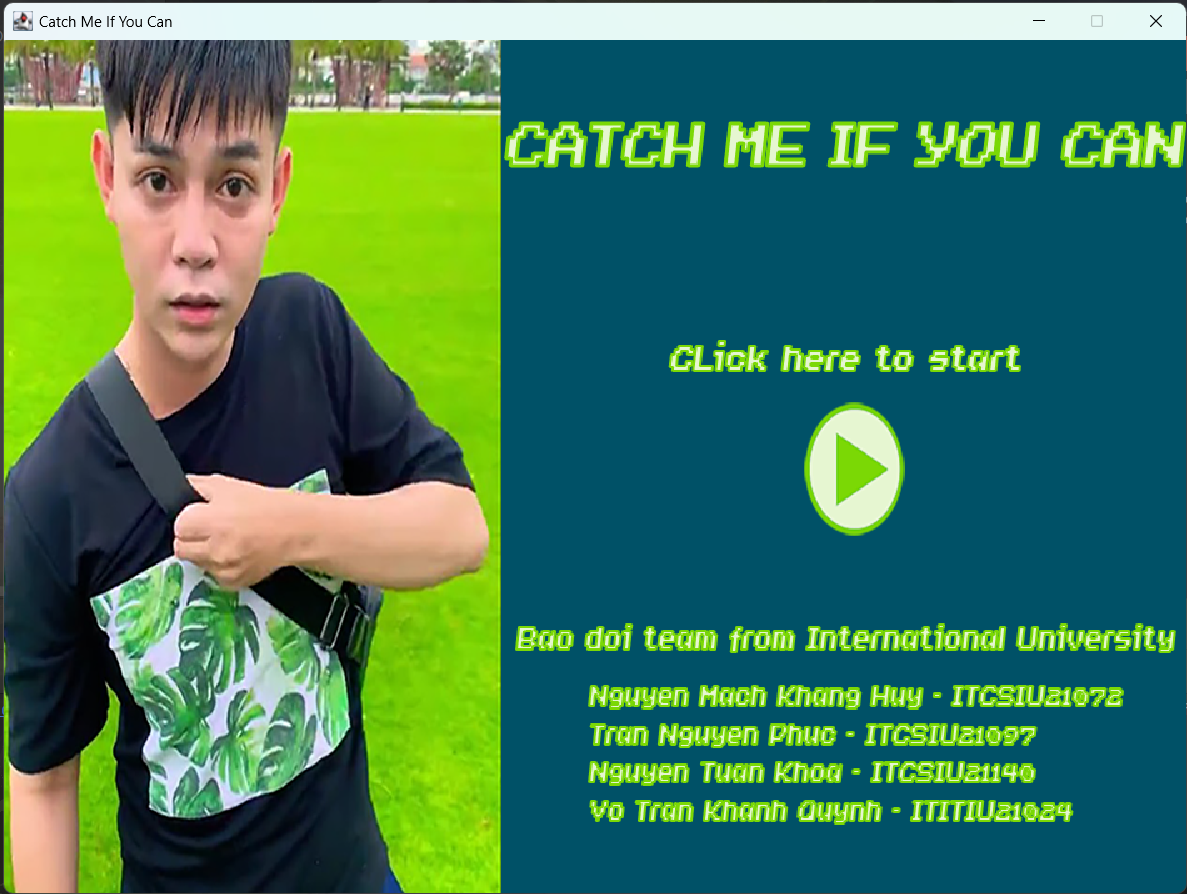 Catch Me If You Can
CATCH ME IF YOU CAN
CLick here to start
Bao doi team from International University
Nguyen Mach Khang Huy - ITCSIU21072
Tran Nguyen Phuc - ITCSIU21097
Nguyen Tuan Khoa - ITCSIU21140
Vo Tran Khanh Quynh - ITITIU21024